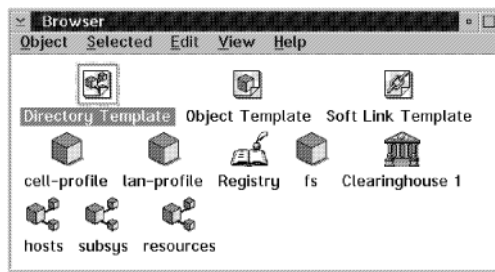 Browser
Object Selected Edit View Help
Directory Template Object Template Soft Link Template
cell-profile lan-profile Registry fs Clearinghouse 1
hosts subsys resources